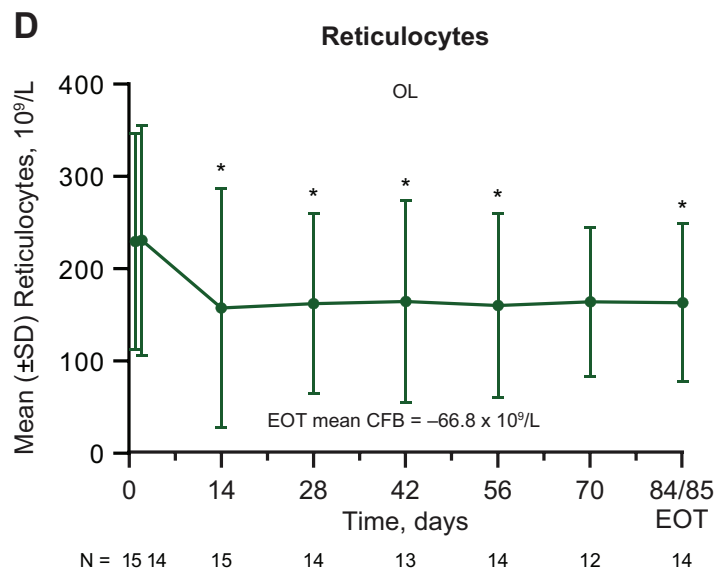 D
Reticulocytes
OL
Mean (±SD) Reticulocytes, 10⁹/L
400
300
200
100
0
* * * * *
EOT mean CFB = –66.8 x 10⁹/L
0 14 28 42 56 70 84/85
EOT
Time, days
N = 15 14 15 14 13 14 12 14